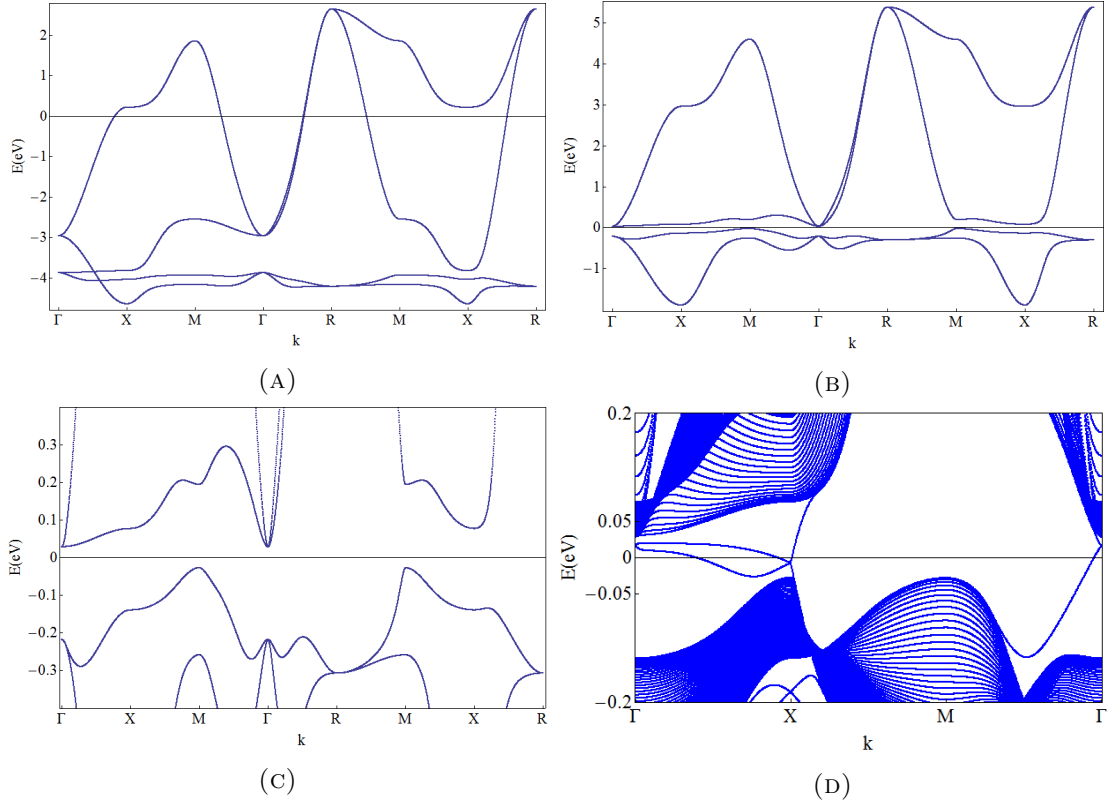 2
1
0
−1
−2
−3
−4
E(eV)
Γ X M Γ R M X R
k
(A)
5
4
3
2
1
0
−1
E(eV)
Γ X M Γ R M X R
k
(B)
0.3
0.2
0.1
0
−0.1
−0.2
−0.3
E(eV)
Γ X M Γ R M X R
k
(C)
0.2
0.05
0
−0.05
−0.2
E(eV)
Γ X M Γ
k
(D)